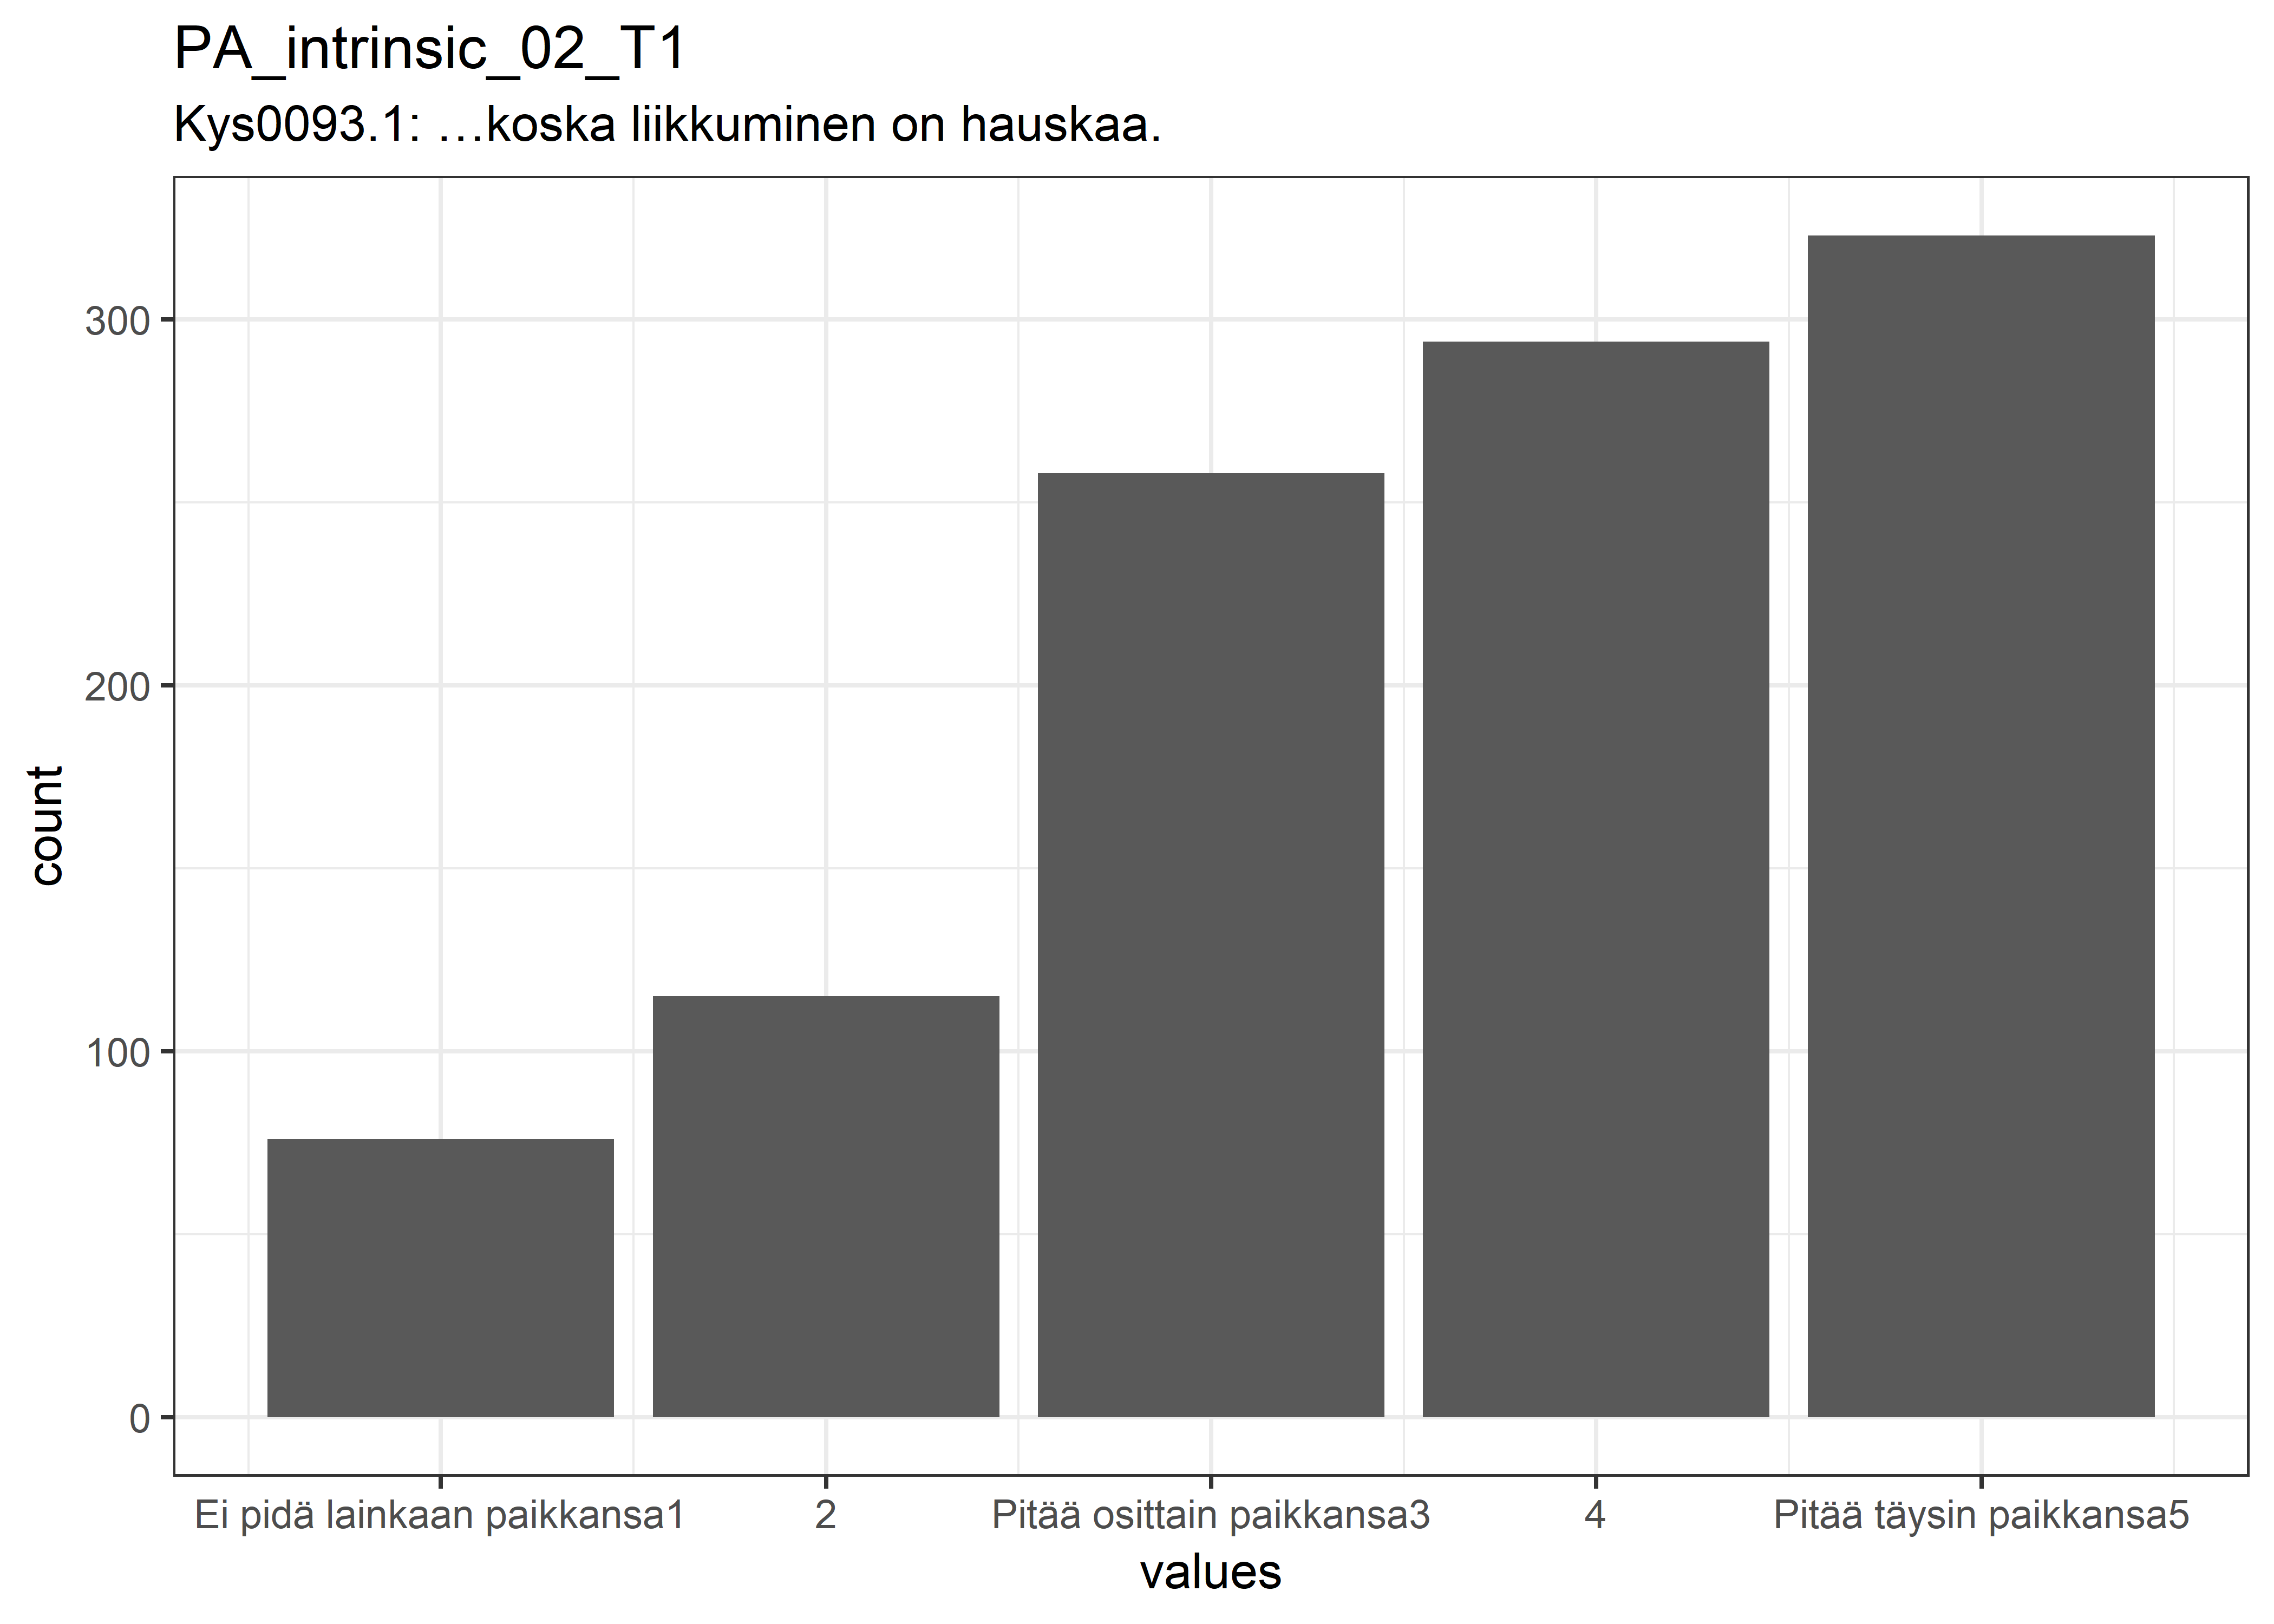 PA_intrinsic_02_T1
Kys0093.1: …koska liikkuminen on hauskaa.
300
200
100
0
count
Ei pidä lainkaan paikkansa1
2
Pitää osittain paikkansa3
4
Pitää täysin paikkansa5
values